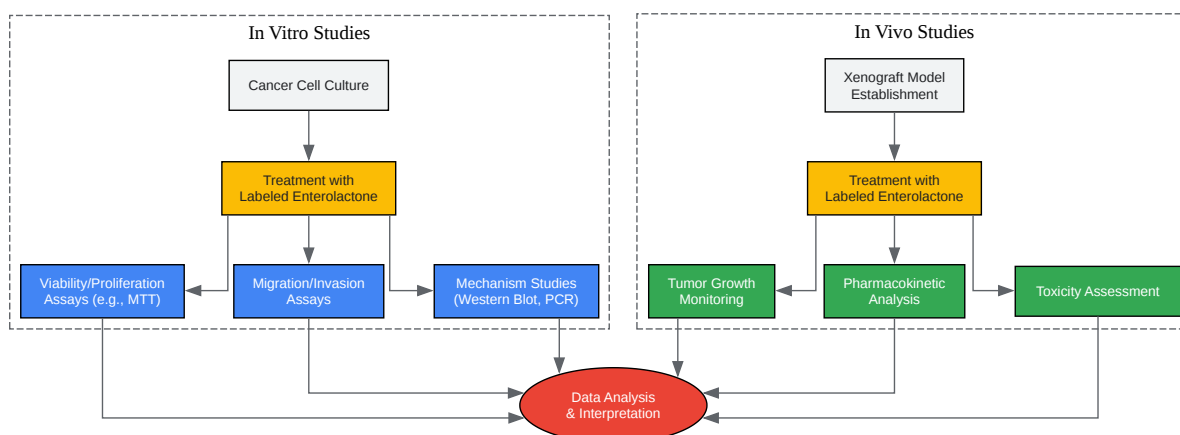 In Vitro Studies
Cancer Cell Culture
Treatment with
Labeled Enterolactone
Viability/Proliferation
Assays (e.g., MTT)
Migration/Invasion
Assays
Mechanism Studies
(Western Blot, PCR)
In Vivo Studies
Xenograft Model
Establishment
Treatment with
Labeled Enterolactone
Tumor Growth
Monitoring
Pharmacokinetic
Analysis
Toxicity Assessment
Data Analysis
& Interpretation